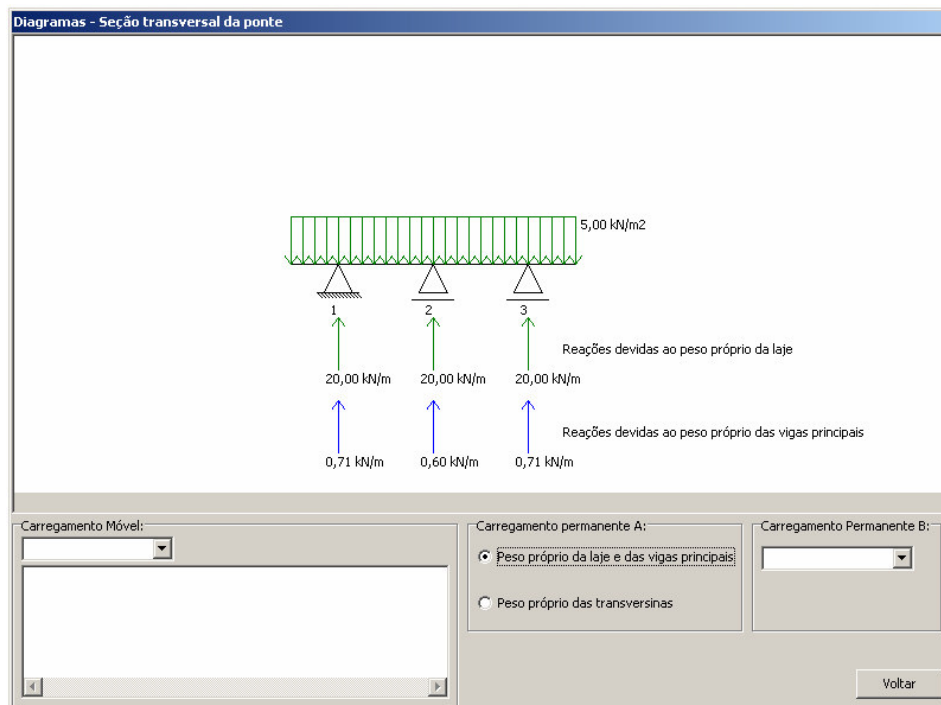 Diagramas - Seção transversal da ponte
5,00 kN/m2
1 2 3
Reações devidas ao peso próprio da laje
20,00 kN/m 20,00 kN/m 20,00 kN/m
Reações devidas ao peso próprio das vigas principais
0,71 kN/m 0,60 kN/m 0,71 kN/m
Carregamento Móvel:
Carregamento permanente A:
Peso próprio da laje e das vigas principais
Peso próprio das transversinas
Carregamento Permanente B:
Voltar